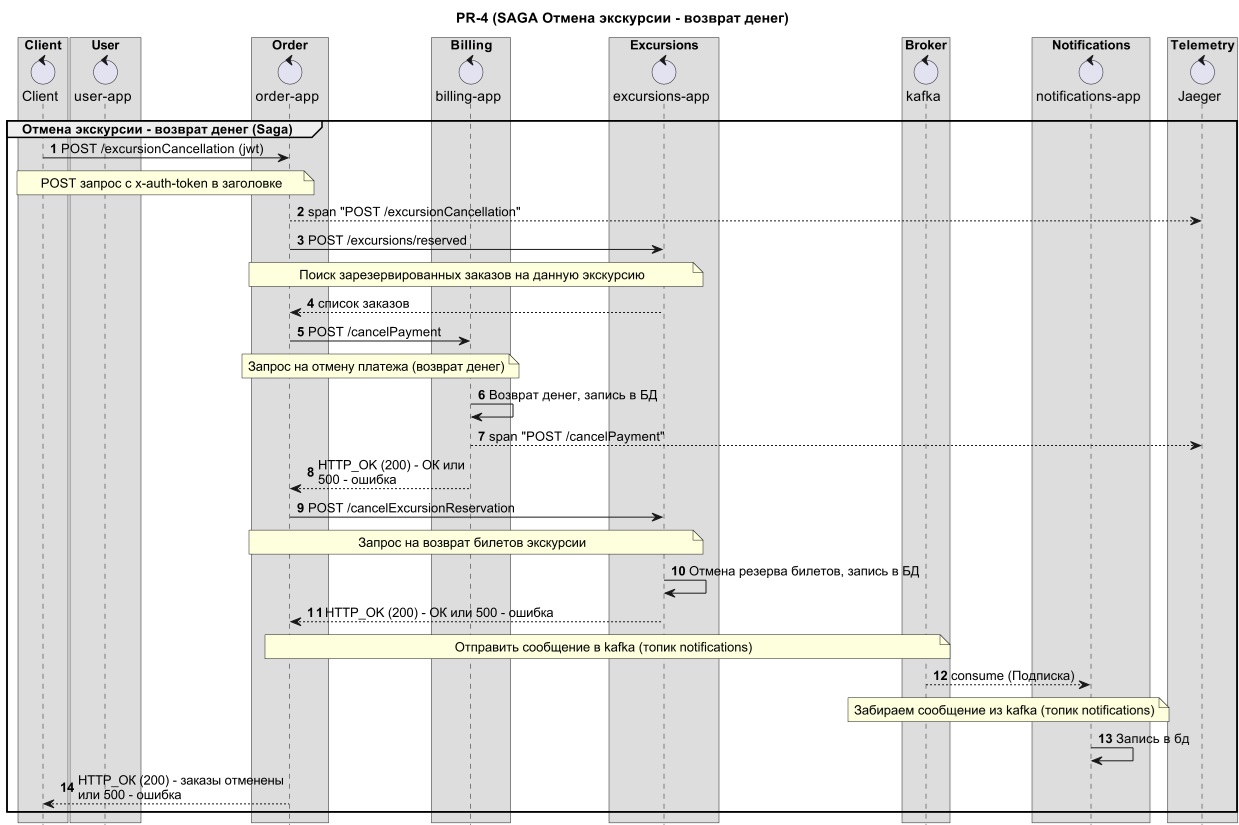 PR-4 (SAGA Отмена экскурсии - возврат денег)
Client User Order Billing Excursions Broker Notifications Telemetry
Client user-app order-app billing-app excursions-app kafka notifications-app Jaeger
Отмена экскурсии - возврат денег (Saga)
1 POST /excursionCancellation (jwt)
POST запрос с x-auth-token в заголовке
2 span "POST /excursionCancellation"
3 POST /excursions/reserved
Поиск зарезервированных заказов на данную экскурсию
4 список заказов
5 POST /cancelPayment
Запрос на отмену платежа (возврат денег)
6 Возврат денег, запись в БД
7 span "POST /cancelPayment"
8 HTTP_OK (200) - ОК или
500 - ошибка
9 POST /cancelExcursionReservation
Запрос на возврат билетов экскурсии
10 Отмена резерва билетов, запись в БД
11 HTTP_OK (200) - ОК или 500 - ошибка
Отправить сообщение в kafka (топик notifications)
12 consume (Подписка)
Забираем сообщение из kafka (топик notifications)
13 Запись в бд
14 HTTP_OK (200) - заказы отменены
или 500 - ошибка